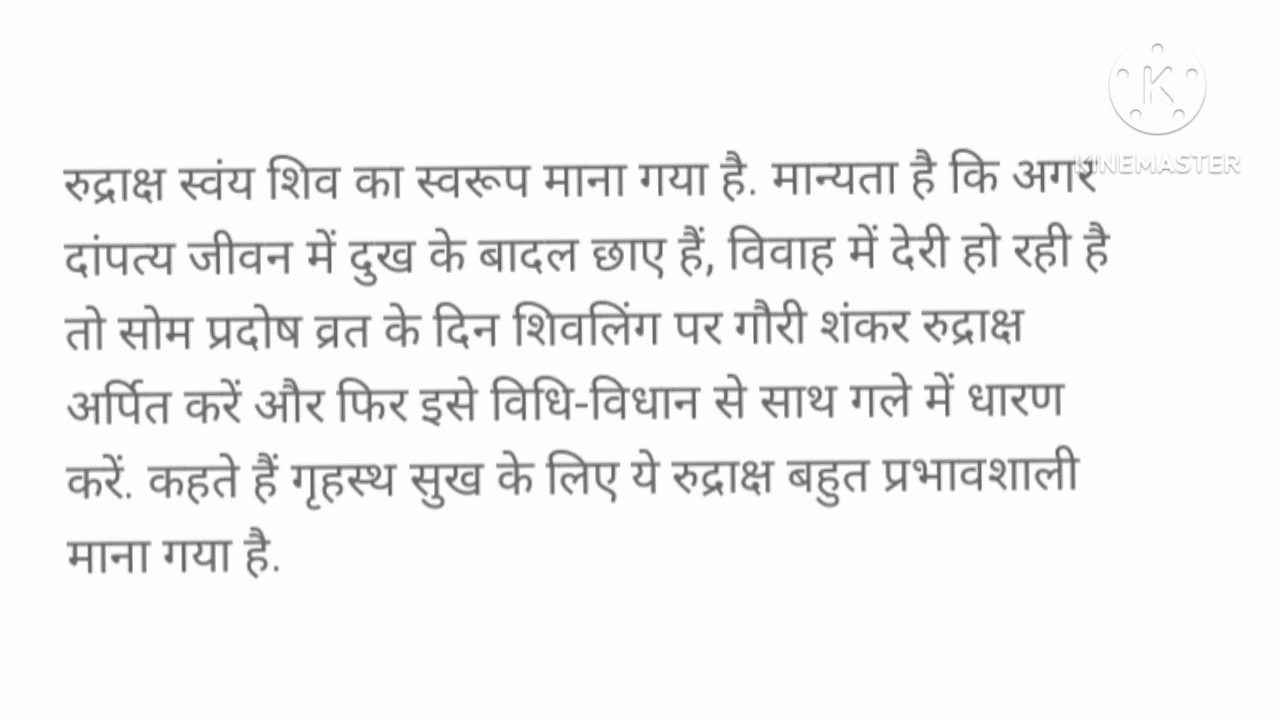 KINEMASTER
रुद्राक्ष स्वंय शिव का स्वरूप माना गया है. मान्यता है कि अगर
दांपत्य जीवन में दुख के बादल छाए हैं, विवाह में देरी हो रही है
तो सोम प्रदोष व्रत के दिन शिवलिंग पर गौरी शंकर रुद्राक्ष
अर्पित करें और फिर इसे विधि-विधान से साथ गले में धारण
करें. कहते हैं गृहस्थ सुख के लिए ये रुद्राक्ष बहुत प्रभावशाली
माना गया है.